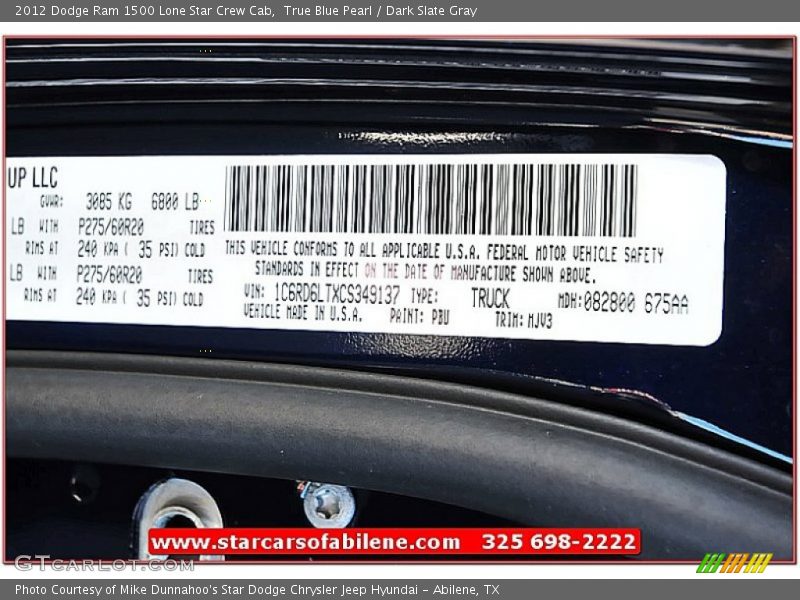 2012 Dodge Ram 1500 Lone Star Crew Cab,  True Blue Pearl / Dark Slate Gray
UP LLC
GVWR: 3085 KG 6800 LB
LB WITH P275/60R20 TIRES
RIMS AT 240 KPA ( 35 PSI) COLD
LB WITH P275/60R20 TIRES
RIMS AT 240 KPA ( 35 PSI) COLD
THIS VEHICLE CONFORMS TO ALL APPLICABLE U.S.A. FEDERAL MOTOR VEHICLE SAFETY
STANDARDS IN EFFECT ON THE DATE OF MANUFACTURE SHOWN ABOVE.
VIN: 1C6RD6LTXCS349137 TYPE: TRUCK MDH:082800 675AA
VEHICLE MADE IN U.S.A. PAINT: PBU TRIM:MJV3
www.starcarsofabilene.com 325 698-2222
GTCARLOT.COM
Photo Courtesy of Mike Dunnahoo's Star Dodge Chrysler Jeep Hyundai - Abilene, TX